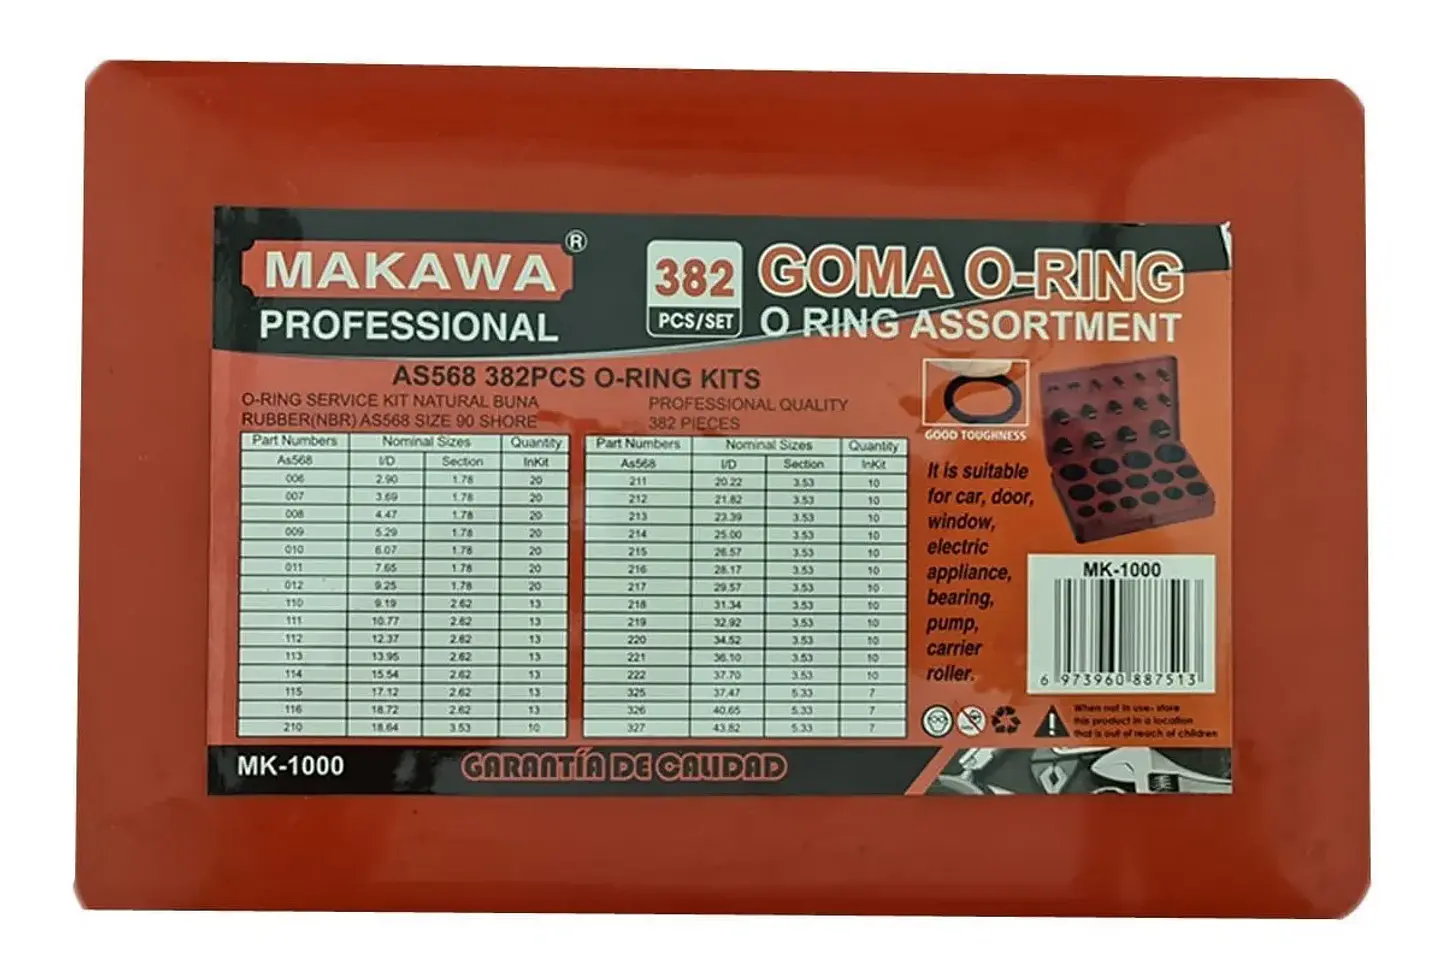 MAKAWA ®
PROFESSIONAL
382
PCS/SET
GOMA O-RING
O RING ASSORTMENT
AS568 382PCS O-RING KITS
O-RING SERVICE KIT NATURAL BUNA
RUBBER(NBR) AS568 SIZE 90 SHORE
PROFESSIONAL QUALITY
382 PIECES
Part Numbers Nominal Sizes Quantity
As568 I/D Section InKit
006 2.90 1.78 20
007 3.69 1.78 20
008 4.47 1.78 20
009 5.29 1.78 20
010 6.07 1.78 20
011 7.65 1.78 20
012 9.25 1.78 20
110 9.19 2.62 13
111 10.77 2.62 13
112 12.37 2.62 13
113 13.95 2.62 13
114 15.54 2.62 13
115 17.12 2.62 13
116 18.72 2.62 13
210 18.64 3.53 10
Part Numbers Nominal Sizes Quantity
As568 I/D Section InKit
211 20.22 3.53 10
212 21.82 3.53 10
213 23.39 3.53 10
214 25.00 3.53 10
215 26.57 3.53 10
216 28.17 3.53 10
217 29.57 3.53 10
218 31.34 3.53 10
219 32.92 3.53 10
220 34.52 3.53 10
221 36.10 3.53 10
222 37.70 3.53 10
325 37.47 5.33 7
326 40.65 5.33 7
327 43.82 5.33 7
GOOD TOUGHNESS
It is suitable
for car, door,
window,
electric
appliance,
bearing,
pump,
carrier
roller.
MK-1000
6 973960 887513
When not in use, store
this product in a location
that is out of reach of children
MK-1000
GARANTÍA DE CALIDAD